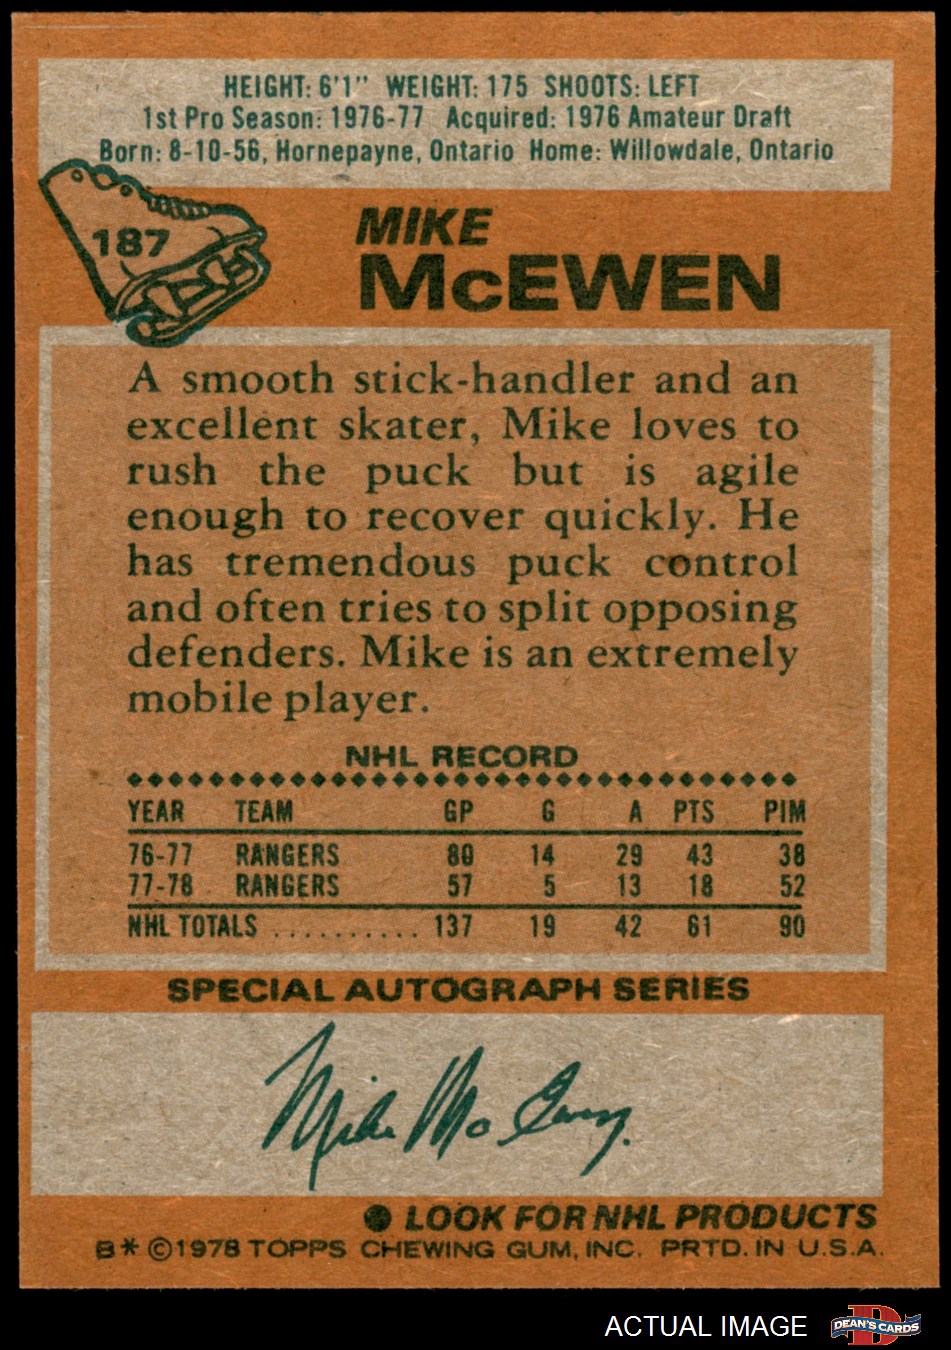 HEIGHT: 6'1" WEIGHT: 175 SHOOTS: LEFT
1st Pro Season: 1976-77 Acquired: 1976 Amateur Draft
Born: 8-10-56, Hornepayne, Ontario Home: Willowdale, Ontario
187
MIKE
McEWEN
A smooth stick-handler and an
excellent skater, Mike loves to
rush the puck but is agile
enough to recover quickly. He
has tremendous puck control
and often tries to split opposing
defenders. Mike is an extremely
mobile player.
NHL RECORD
YEAR TEAM GP G A PTS PIM
76-77 RANGERS 80 14 29 43 38
77-78 RANGERS 57 5 13 18 52
NHL TOTALS .......... 137 19 42 61 90
SPECIAL AUTOGRAPH SERIES
Mike McEwen
● LOOK FOR NHL PRODUCTS
B* ©1978 TOPPS CHEWING GUM, INC. PRTD. IN U.S.A.
ACTUAL IMAGE
D
DEAN'S CARDS